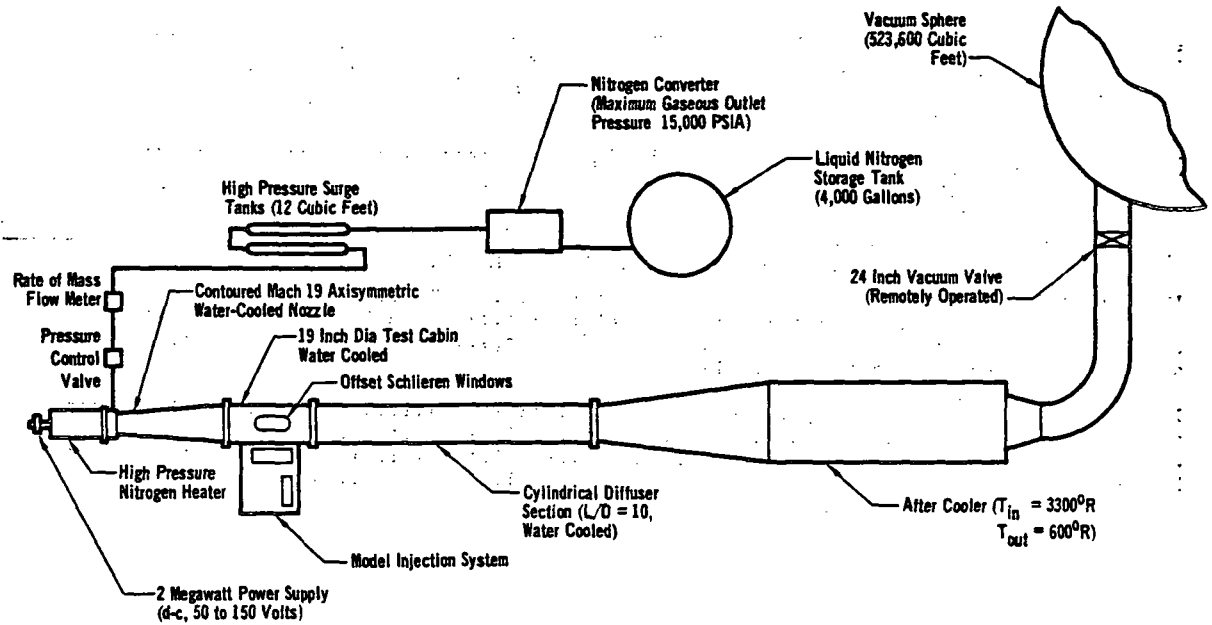 Vacuum Sphere
(523,600 Cubic
Feet)
Nitrogen Converter
(Maximum Gaseous Outlet
Pressure 15,000 PSIA)
Liquid Nitrogen
Storage Tank
(4,000 Gallons)
High Pressure Surge
Tanks (12 Cubic Feet)
24 Inch Vacuum Valve
(Remotely Operated)
Rate of Mass
Flow Meter
Contoured Mach 19 Axisymmetric
Water-Cooled Nozzle
Pressure
Control
Valve
19 Inch Dia Test Cabin
Water Cooled
Offset Schlieren Windows
High Pressure
Nitrogen Heater
Cylindrical Diffuser
Section (L/D = 10,
Water Cooled)
After Cooler (Tin = 3300⁰R
Tout = 600⁰R)
Model Injection System
2 Megawatt Power Supply
(d-c, 50 to 150 Volts)